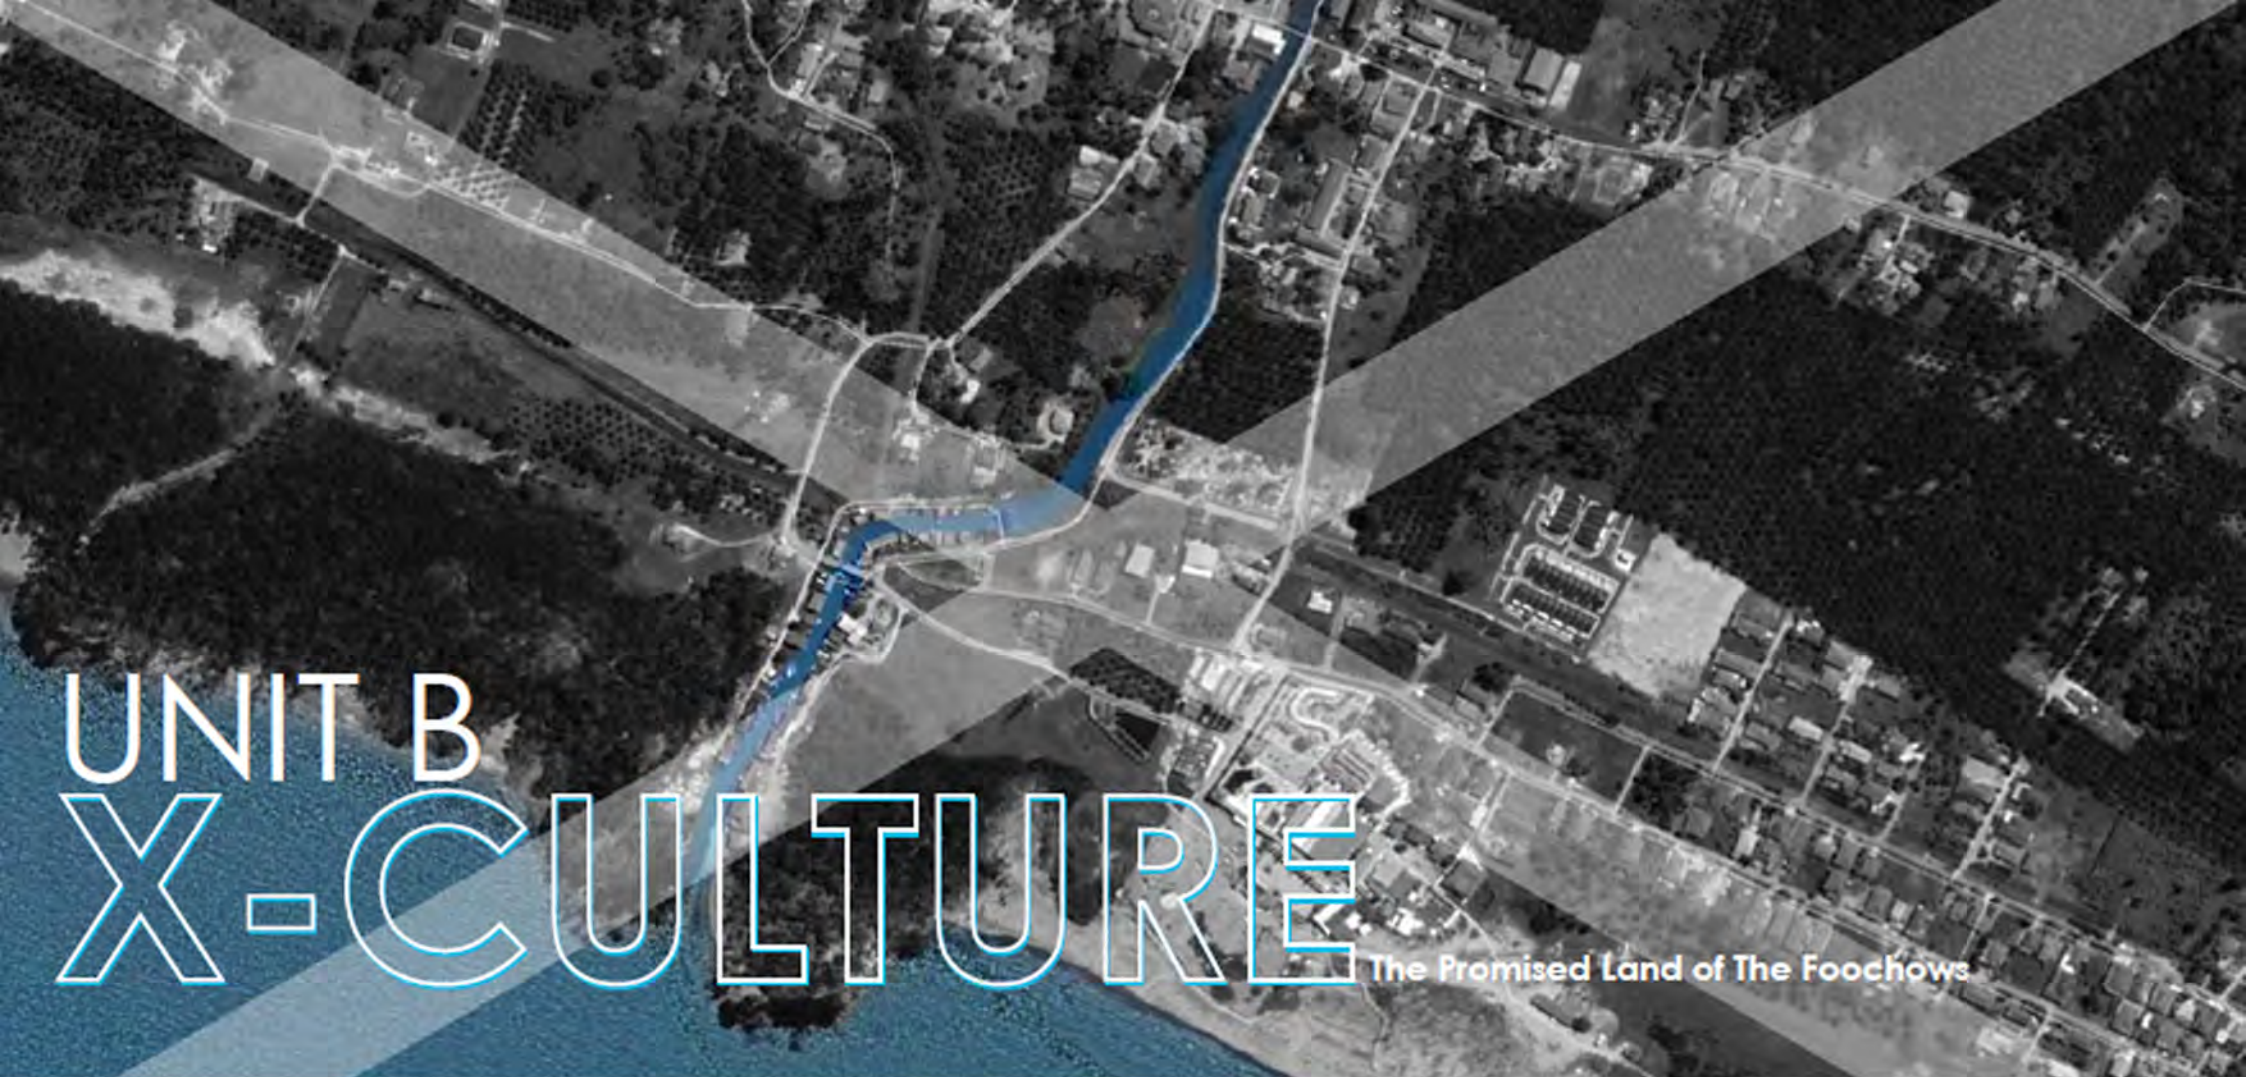 UNIT B
X-CULTURE
The Promised Land of The Foochows